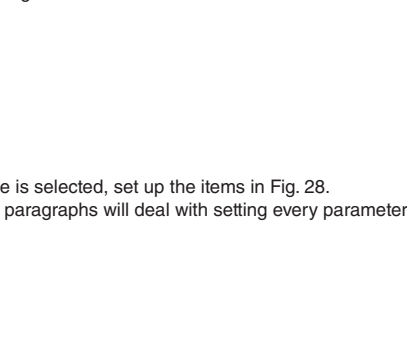 e is selected, set up the items in Fig. 28.
paragraphs will deal with setting every parameter